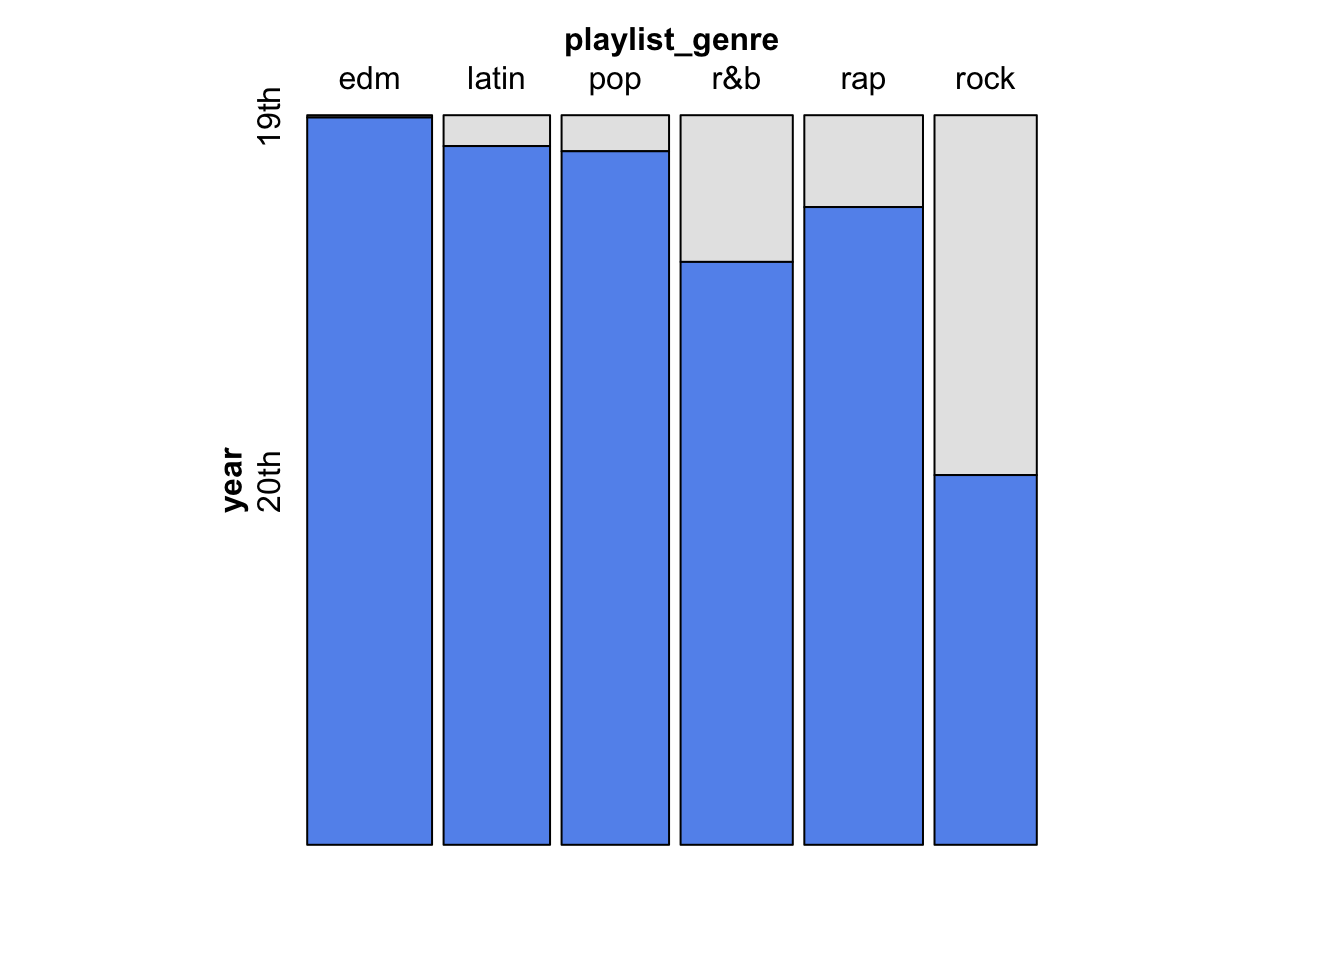 playlist_genre
edm latin pop r&b rap rock
19th
year
20th